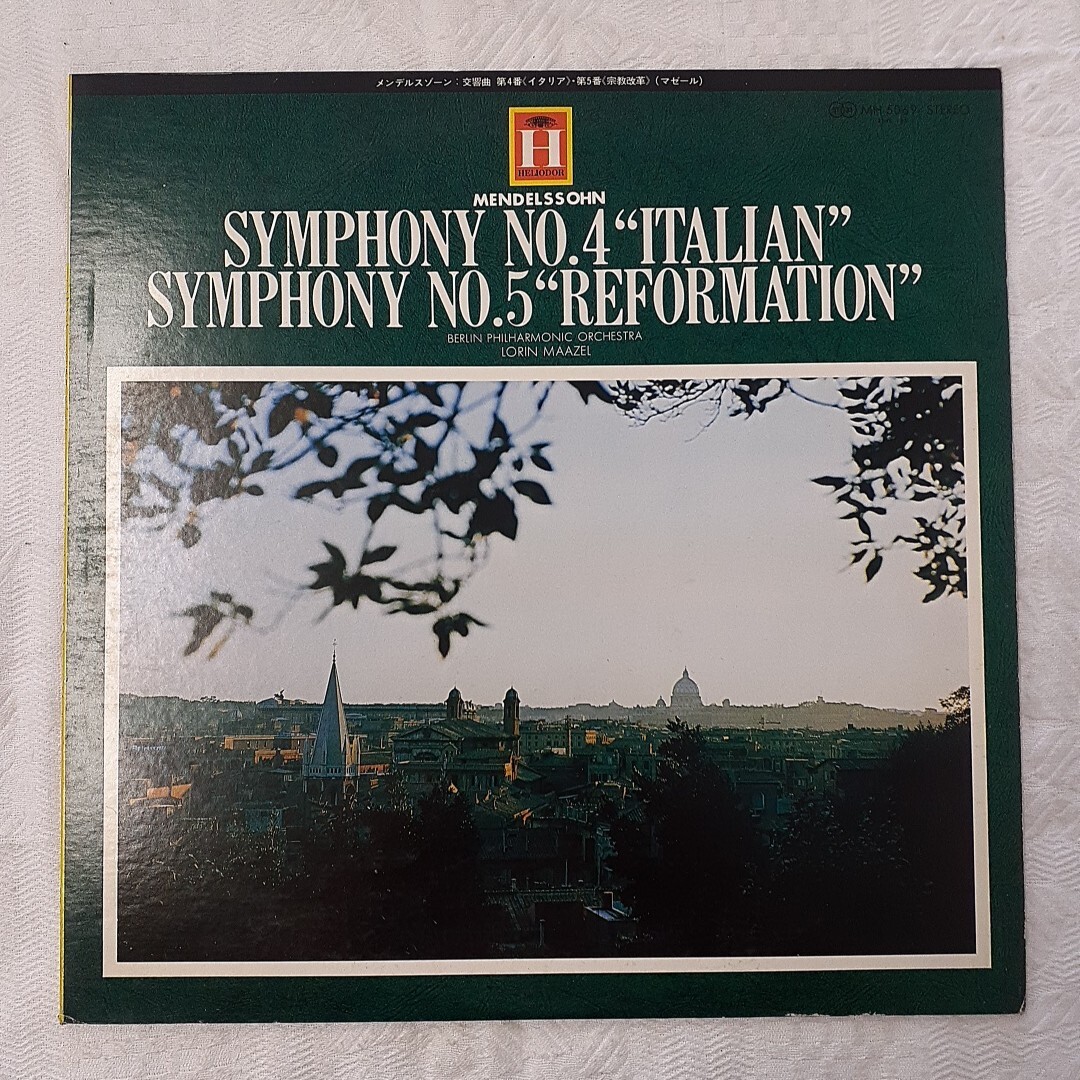 メンデルスゾーン：交響曲 第4番《イタリア》・第5番《宗教改革》（マゼール）
MH 5069 STEREO
H
HELIODOR
MENDELSSOHN
SYMPHONY NO.4 “ITALIAN”
SYMPHONY NO.5 “REFORMATION”
BERLIN PHILHARMONIC ORCHESTRA
LORIN MAAZEL